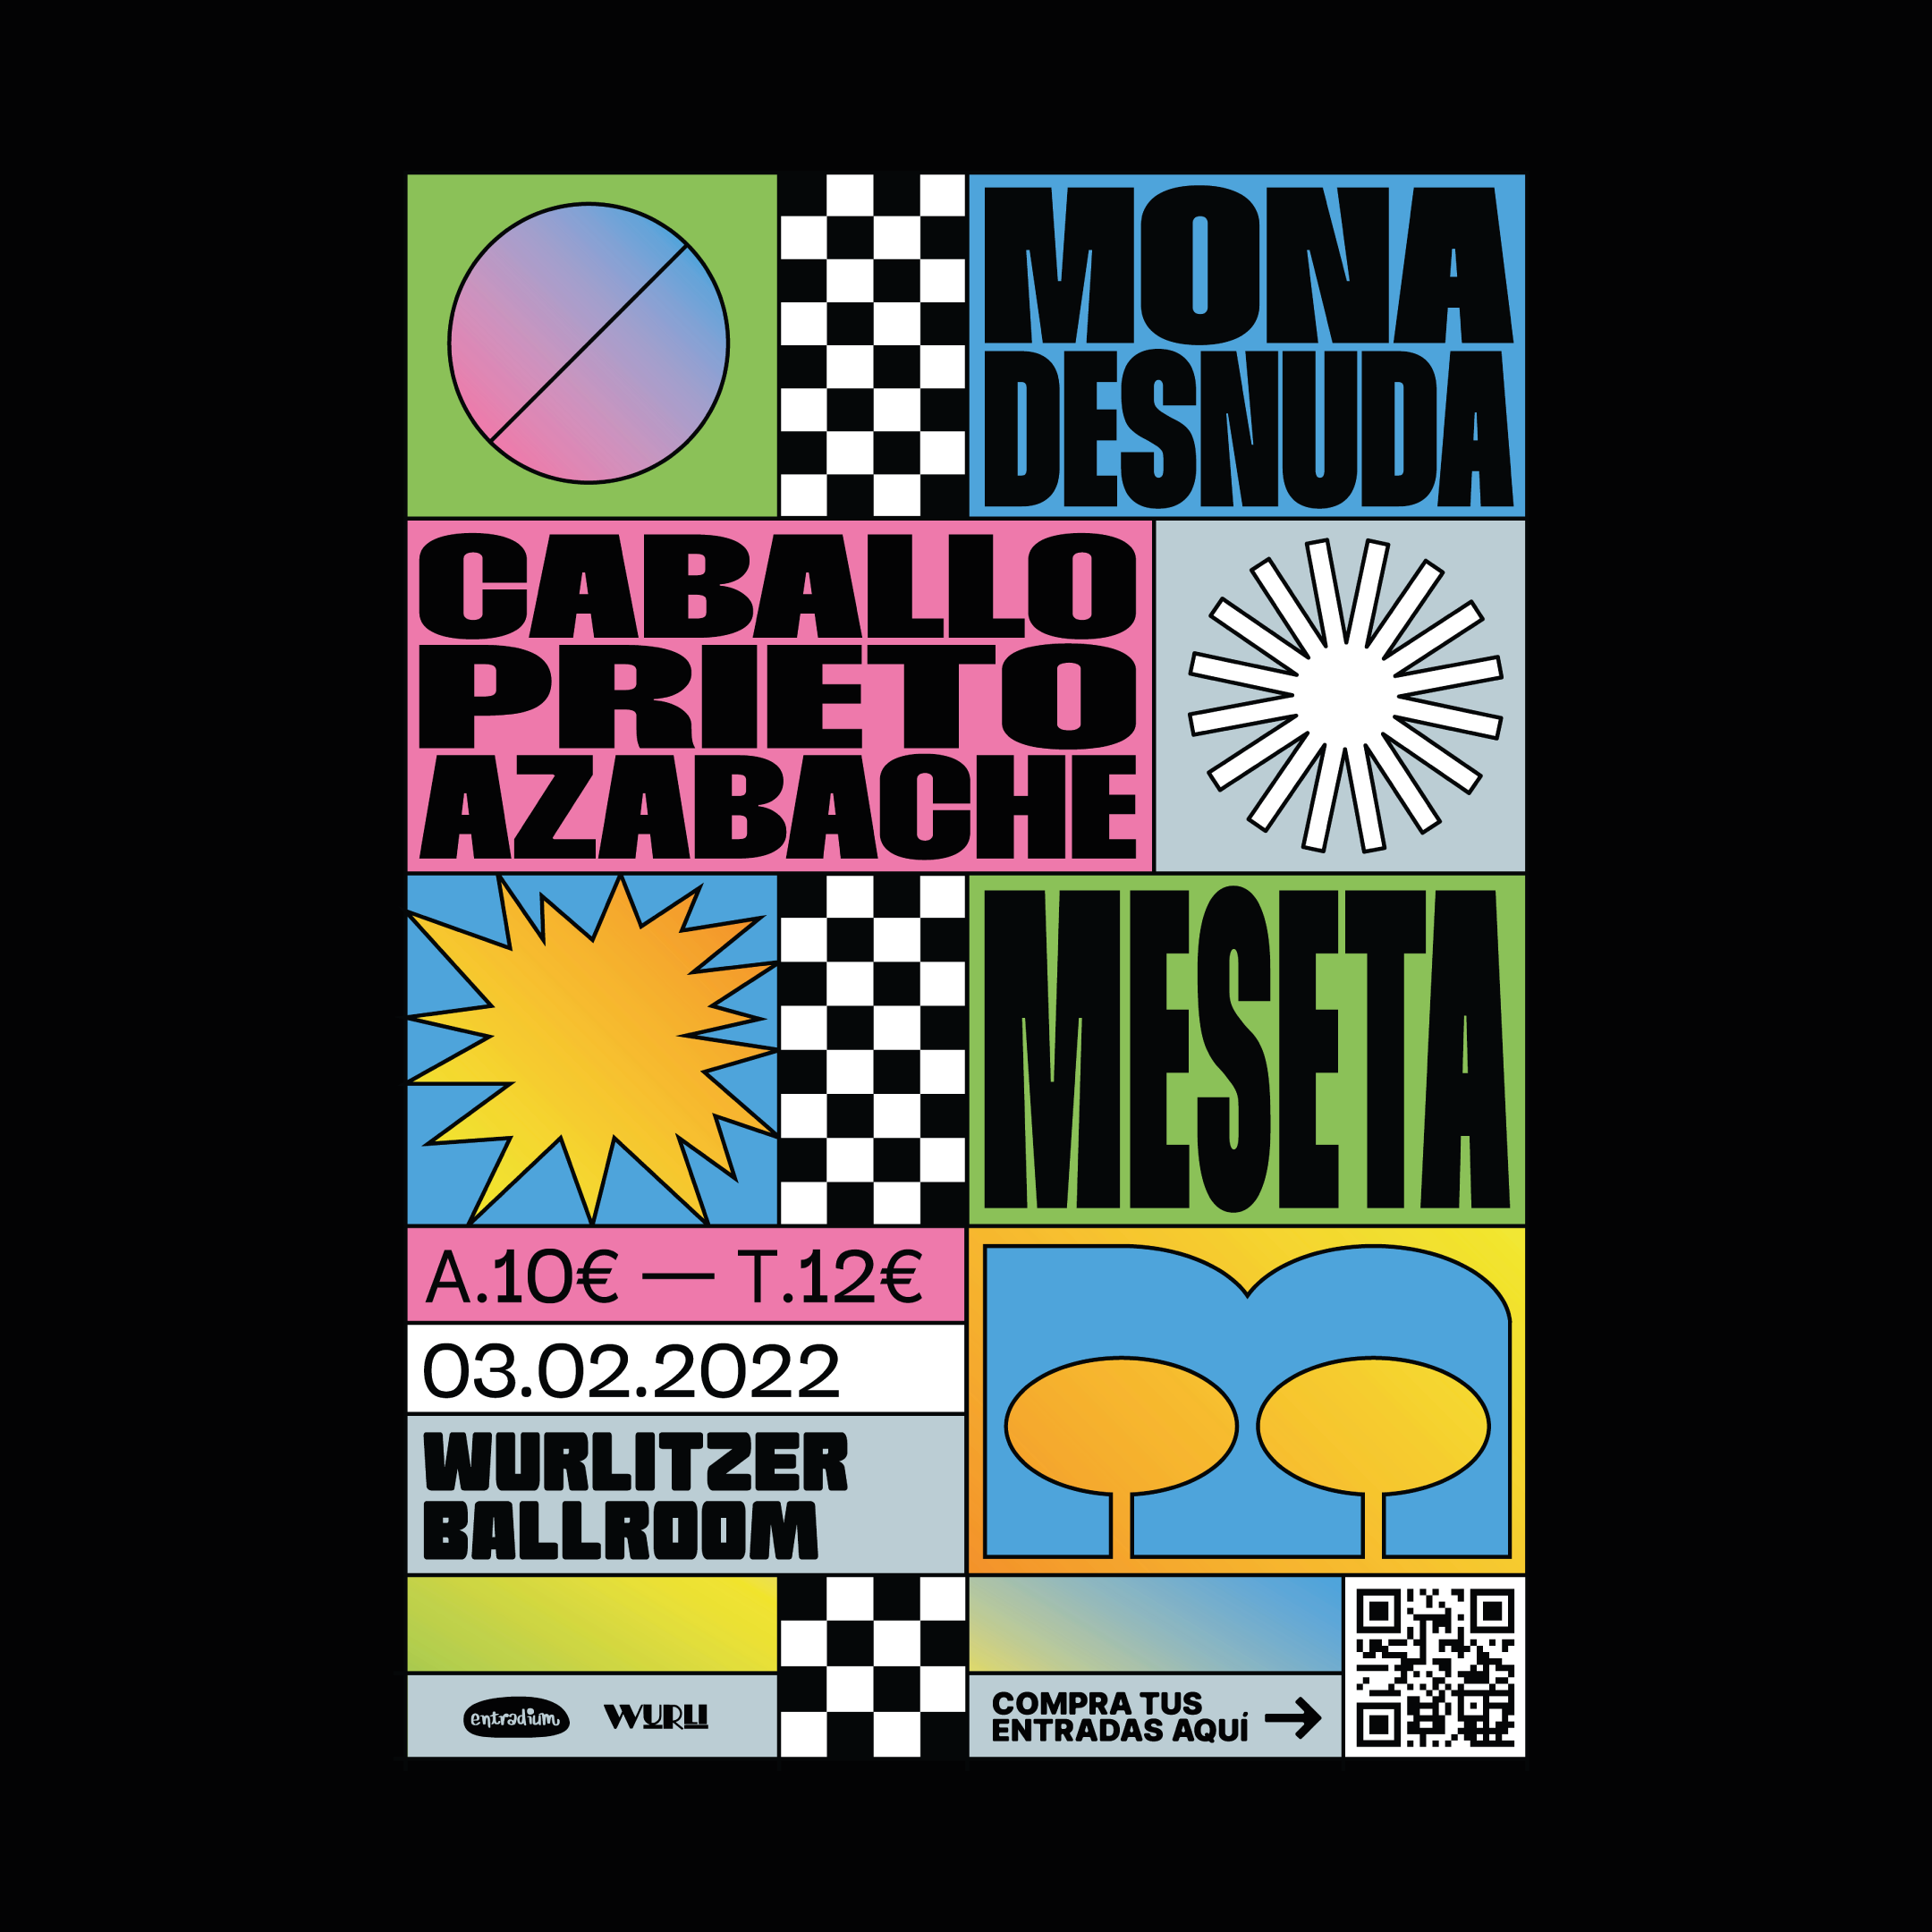 MONA
DESNUDA
CABALLO
PRIETO
AZABACHE
MESETA
A.10€ — T.12€
03.02.2022
WURLITZER
BALLROOM
entradium
WURLI
COMPRA TUS
ENTRADAS AQUÍ →